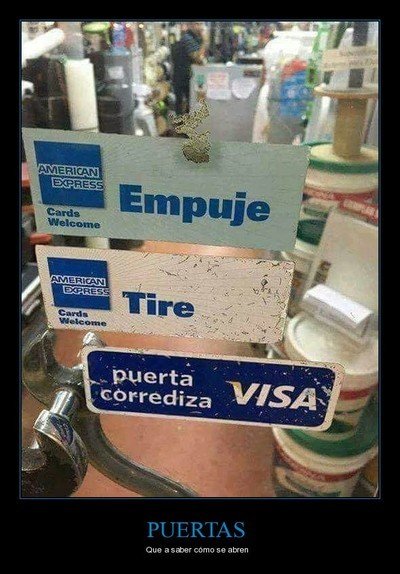 AMERICAN
EXPRESS
Cards
Welcome
Empuje
AMERICAN
EXPRESS
Cards
Welcome
Tire
puerta
corrediza
VISA
PUERTAS
Que a saber cómo se abren